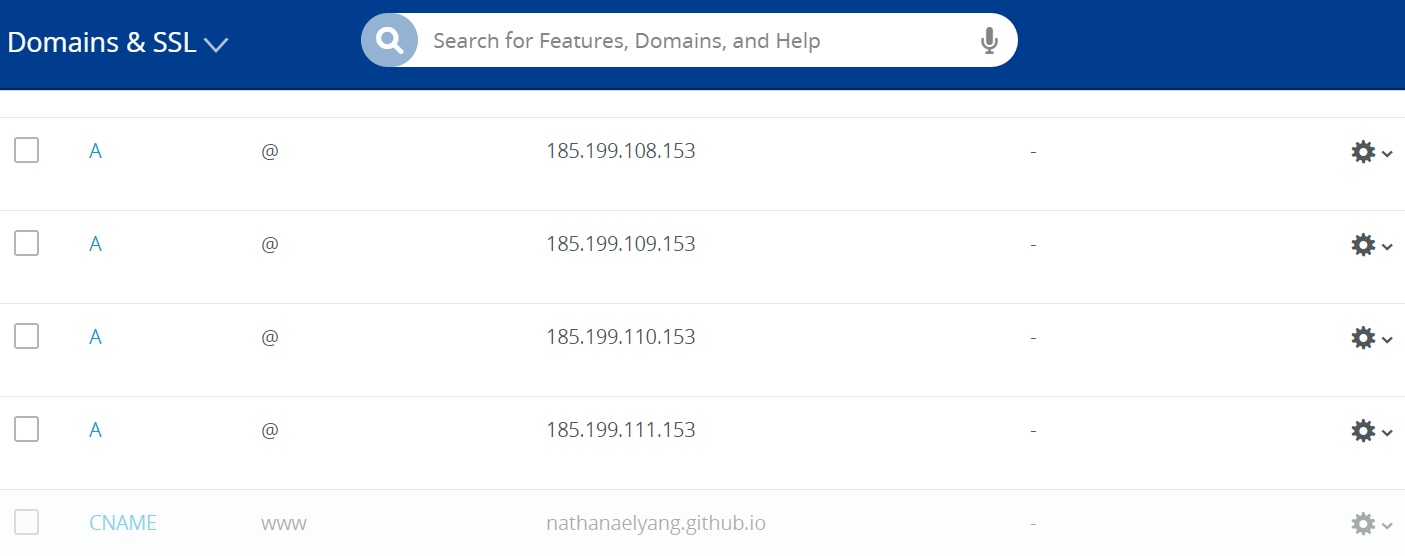 Domains & SSL
Search for Features, Domains, and Help
A @ 185.199.108.153 -
A @ 185.199.109.153 -
A @ 185.199.110.153 -
A @ 185.199.111.153 -
CNAME www nathanaelyang.github.io -